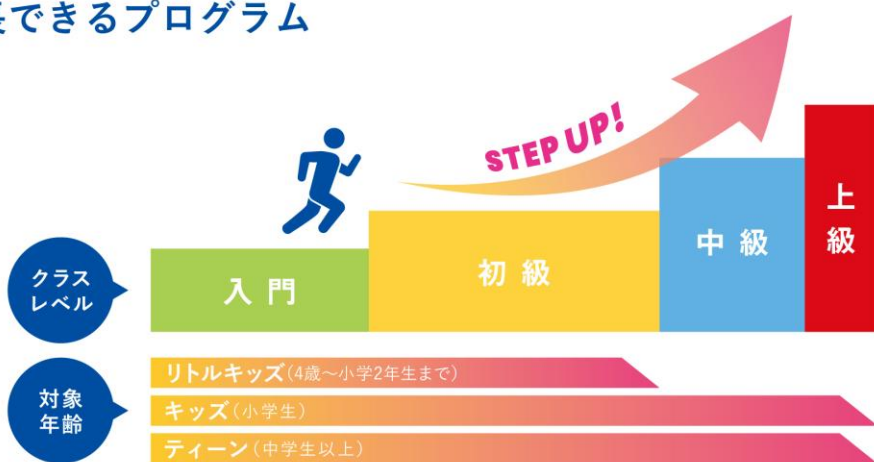 長できるプログラム
STEP UP!
上級
中級
初級
入門
クラス
レベル
リトルキッズ(4歳〜小学2年生まで)
対象
年齢
キッズ(小学生)
ティーン(中学生以上)